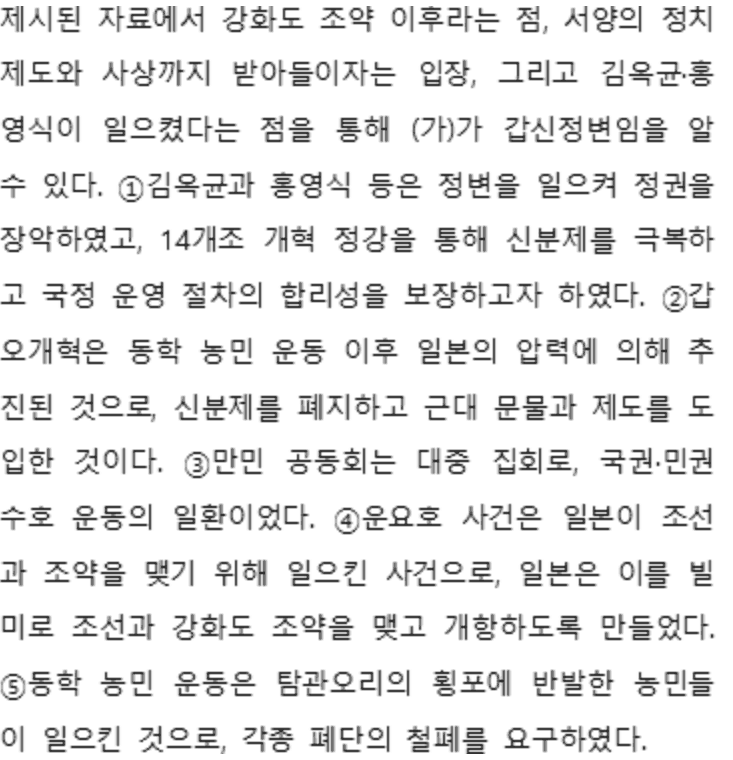 제시된 자료에서 강화도 조약 이후라는 점, 서양의 정치
제도와 사상까지 받아들이자는 입장, 그리고 김옥균·홍
영식이 일으켰다는 점을 통해 (가)가 갑신정변임을 알
수 있다. ①김옥균과 홍영식 등은 정변을 일으켜 정권을
장악하였고, 14개조 개혁 정강을 통해 신분제를 극복하
고 국정 운영 절차의 합리성을 보장하고자 하였다. ②갑
오개혁은 동학 농민 운동 이후 일본의 압력에 의해 추
진된 것으로, 신분제를 폐지하고 근대 문물과 제도를 도
입한 것이다. ③만민 공동회는 대중 집회로, 국권·민권
수호 운동의 일환이었다. ④운요호 사건은 일본이 조선
과 조약을 맺기 위해 일으킨 사건으로, 일본은 이를 빌
미로 조선과 강화도 조약을 맺고 개항하도록 만들었다.
⑤동학 농민 운동은 탐관오리의 횡포에 반발한 농민들
이 일으킨 것으로, 각종 폐단의 철폐를 요구하였다.